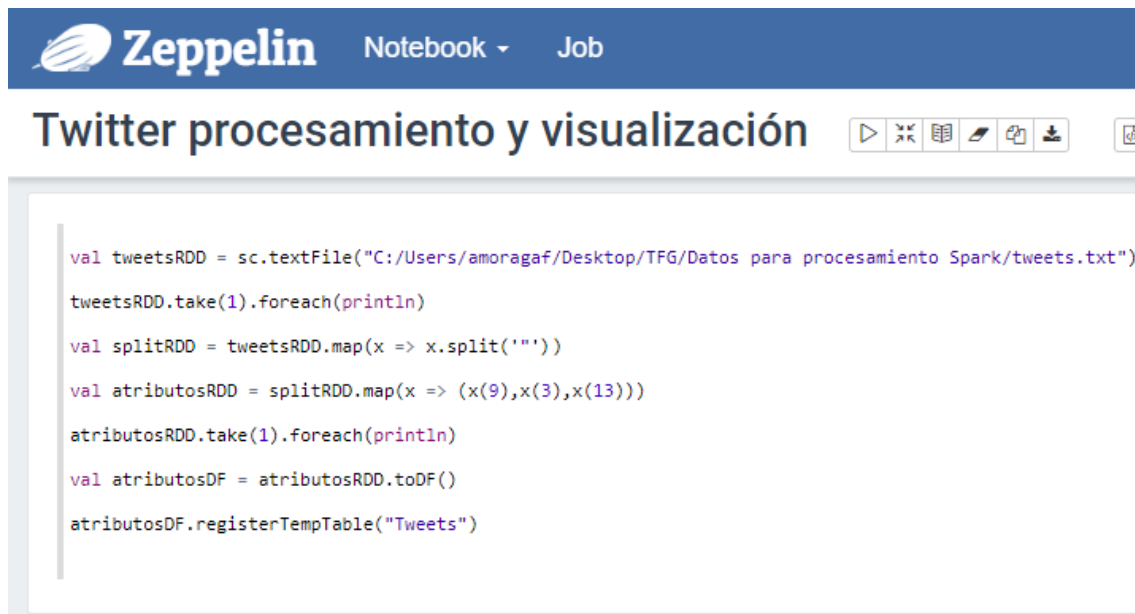 Zeppelin Notebook Job
Twitter procesamiento y visualización
val tweetsRDD = sc.textFile("C:/Users/amoragaf/Desktop/TFG/Datos para procesamiento Spark/tweets.txt")
tweetsRDD.take(1).foreach(println)
val splitRDD = tweetsRDD.map(x => x.split('"'))
val atributosRDD = splitRDD.map(x => (x(9),x(3),x(13)))
atributosRDD.take(1).foreach(println)
val atributosDF = atributosRDD.toDF()
atributosDF.registerTempTable("Tweets")